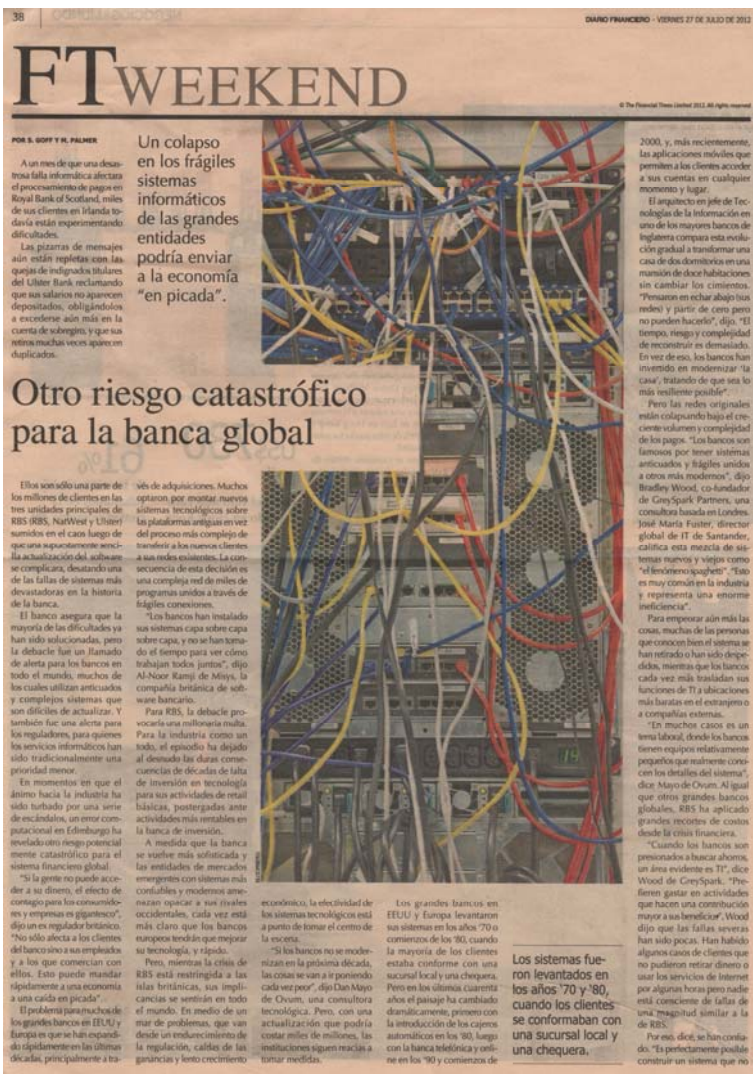 38
DIARIO FINANCIERO - VIERNES 27 DE JULIO DE 2012
FT WEEKEND
© The Financial Times Limited 2012. All rights reserved
POR S. GOFF Y M. PALMER
A un mes de que una desas-
trosa falla informática afectara
el procesamiento de pagos en
Royal Bank of Scotland, miles
de sus clientes en Irlanda to-
davía están experimentando
dificultades.
Las pizarras de mensajes
aún están repletas con las
quejas de indignados titulares
del Ulster Bank reclamando
que sus salarios no aparecen
depositados, obligándolos
a excederse aún más en la
cuenta de sobregiro, y que sus
retiros muchas veces aparecen
duplicados.
Un colapso
en los frágiles
sistemas
informáticos
de las grandes
entidades
podría enviar
a la economía
"en picada".
Otro riesgo catastrófico
para la banca global
Ellos son sólo una parte de
los millones de clientes en las
tres unidades principales de
RBS (RBS, NatWest y Ulster)
sumidos en el caos luego de
que una supuestamente senci-
lla actualización del software
se complicara, desatando una
de las fallas de sistemas más
devastadoras en la historia
de la banca.
El banco asegura que la
mayoría de las dificultades ya
han sido solucionadas, pero
la debacle fue un llamado
de alerta para los bancos en
todo el mundo, muchos de
los cuales utilizan anticuados
y complejos sistemas que
son difíciles de actualizar. Y
también fue una alerta para
los reguladores, para quienes
los servicios informáticos han
sido tradicionalmente una
prioridad menor.
En momentos en que el
ánimo hacia la industria ha
sido turbado por una serie
de escándalos, un error com-
putacional en Edimburgo ha
revelado otro riesgo potencial
mente catastrófico para el
sistema financiero global.
"Si la gente no puede acce-
der a su dinero, el efecto de
contagio para los consumido-
res y empresas es gigantesco",
dijo un ex regulador británico.
"No sólo afecta a los clientes
del banco sino a sus empleados
y a los que comercian con
ellos. Esto puede mandar
rápidamente a una economía
a una caída en picada".
El problema para muchos de
los grandes bancos en EEUU y
Europa es que se han expandi-
do rápidamente en las últimas
décadas, principalmente a tra-
vés de adquisiciones. Muchos
optaron por montar nuevos
sistemas tecnológicos sobre
las plataformas antiguas en vez
del proceso más complejo de
transferir a los nuevos clientes
a sus redes existentes. La con-
secuencia de esta decisión es
una compleja red de miles de
programas unidos a través de
frágiles conexiones.
"Los bancos han instalado
sus sistemas capa sobre capa
sobre capa, y no se han toma-
do el tiempo para ver cómo
trabajan todos juntos", dijo
Al-Noor Ramji de Misys, la
compañía británica de soft-
ware bancario.
Para RBS, la debacle pro-
vocaría una millonaria multa.
Para la industria como un
todo, el episodio ha dejado
al desnudo las duras conse-
cuencias de décadas de falta
de inversión en tecnología
para sus actividades de retail
básicas, postergadas ante
actividades más rentables en
la banca de inversión.
A medida que la banca
se vuelve más sofisticada y
las entidades de mercados
emergentes con sistemas más
confiables y modernos ame-
nazan opacar a sus rivales
occidentales, cada vez está
más claro que los bancos
europeos tendrán que mejorar
su tecnología, y rápido.
Pero, mientras la crisis de
RBS está restringida a las
islas británicas, sus impli-
cancias se sentirán en todo
el mundo. En medio de un
mar de problemas, que van
desde un endurecimiento de
la regulación, caídas de las
ganancias y lento crecimiento
económico, la efectividad de
los sistemas tecnológicos está
a punto de tomar el centro de
la escena.
"Si los bancos no se moder-
nizan en la próxima década,
las cosas se van a ir poniendo
cada vez peor", dijo Dan Mayo
de Ovum, una consultora
tecnológica. Pero, con una
actualización que podría
costar miles de millones, las
instituciones siguen reacias a
tomar medidas.
Los grandes bancos en
EEUU y Europa levantaron
sus sistemas en los años '70 o
comienzos de los '80, cuando
la mayoría de los clientes
estaba conforme con una
sucursal local y una chequera.
Pero en los últimos cuarenta
años el paisaje ha cambiado
dramáticamente, primero con
la introducción de los cajeros
automáticos en los '80, luego
con la banca telefónica y onli-
ne en los '90 y comienzos de
Los sistemas fue-
ron levantados en
los años '70 y '80,
cuando los clientes
se conformaban con
una sucursal local y
una chequera.
2000, y, más recientemente,
las aplicaciones móviles que
permiten a los clientes acceder
a sus cuentas en cualquier
momento y lugar.
El arquitecto en jefe de Tec-
nologías de la Información en
uno de los mayores bancos de
Inglaterra compara esta evolu-
ción gradual a transformar una
casa de dos dormitorios en una
mansión de doce habitaciones
sin cambiar los cimientos.
"Pensaron en echar abajo (sus
redes) y partir de cero pero
no pueden hacerlo", dijo. "El
tiempo, riesgo y complejidad
de reconstruir es demasiado.
En vez de eso, los bancos han
invertido en modernizar 'la
casa', tratando de que sea lo
más resiliente posible".
Pero las redes originales
están colapsando bajo el cre-
ciente volumen y complejidad
de los pagos. "Los bancos son
famosos por tener sistemas
anticuados y frágiles unidos
a otros más modernos", dijo
Bradley Wood, co-fundador
de GreySpark Partners, una
consultora basada en Londres.
José María Fuster, director
global de IT de Santander,
califica esta mezcla de sis-
temas nuevos y viejos como
"el fenómeno spaghetti". "Esto
es muy común en la industria
y representa una enorme
ineficiencia".
Para empeorar aún más las
cosas, muchas de las personas
que conocen bien el sistema se
han retirado o han sido despe-
didos, mientras que los bancos
cada vez más trasladan sus
funciones de TI a ubicaciones
más baratas en el extranjero o
a compañías externas.
"En muchos casos es un
tema laboral, donde los bancos
tienen equipos relativamente
pequeños que realmente cono-
cen los detalles del sistema",
dice Mayo de Ovum. Al igual
que otros grandes bancos
globales, RBS ha aplicado
grandes recortes de costos
desde la crisis financiera.
"Cuando los bancos son
presionados a buscar ahorros,
un área evidente es TI", dice
Wood de GreySpark. "Pre-
fieren gastar en actividades
que hacen una contribución
mayor a sus beneficios". Wood
dijo que las fallas severas
han sido pocas. Han habido
algunos casos de clientes que
no pudieron retirar dinero o
usar los servicios de Internet
por algunas horas pero nadie
está consciente de fallas de
una magnitud similar a la
de RBS.
Por eso, dice, se han confia-
do. "Es perfectamente posible
construir un sistema que no